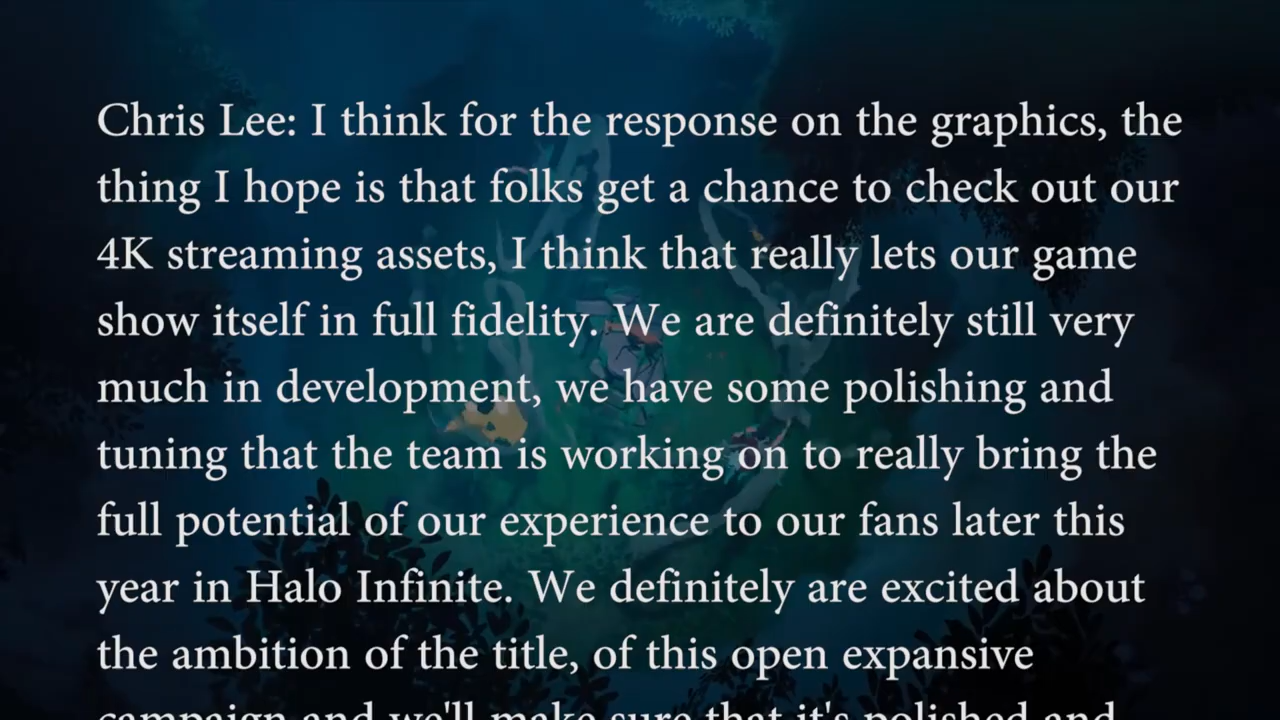 Chris Lee: I think for the response on the graphics, the
thing I hope is that folks get a chance to check out our
4K streaming assets, I think that really lets our game
show itself in full fidelity. We are definitely still very
much in development, we have some polishing and
tuning that the team is working on to really bring the
full potential of our experience to our fans later this
year in Halo Infinite. We definitely are excited about
the ambition of the title, of this open expansive
campaign and we'll make sure that it's polished and